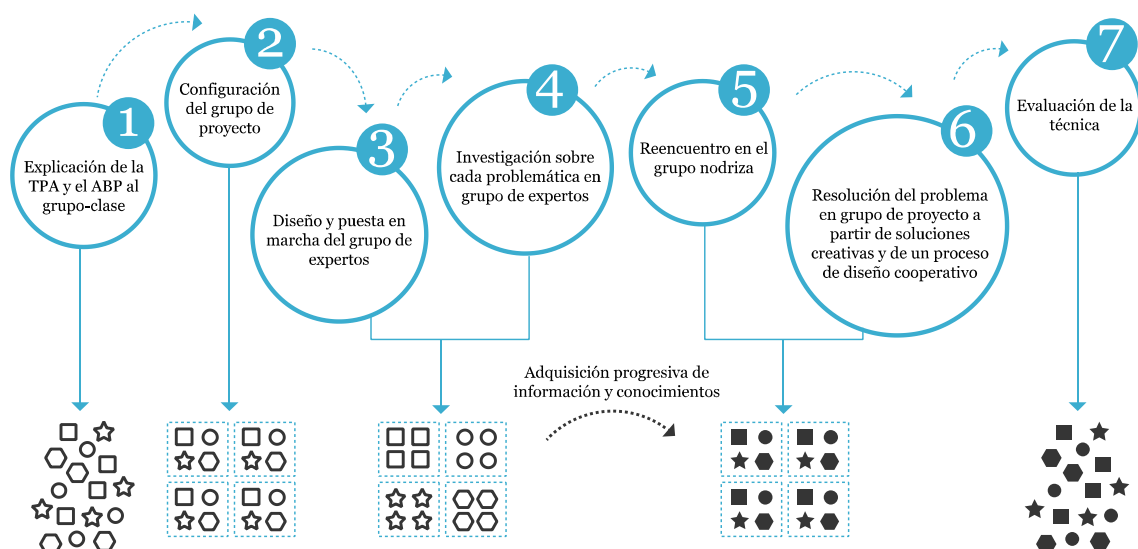 1
Explicación de la
TPA y el ABP al
grupo-clase
2
Configuración
del grupo de
proyecto
3
Diseño y puesta en
marcha del grupo de
expertos
4
Investigación sobre
cada problemática en
grupo de expertos
5
Reencuentro en el
grupo nodriza
6
Resolución del problema
en grupo de proyecto a
partir de soluciones
creativas y de un proceso
de diseño cooperativo
7
Evaluación de la
técnica
Adquisición progresiva de
información y conocimientos